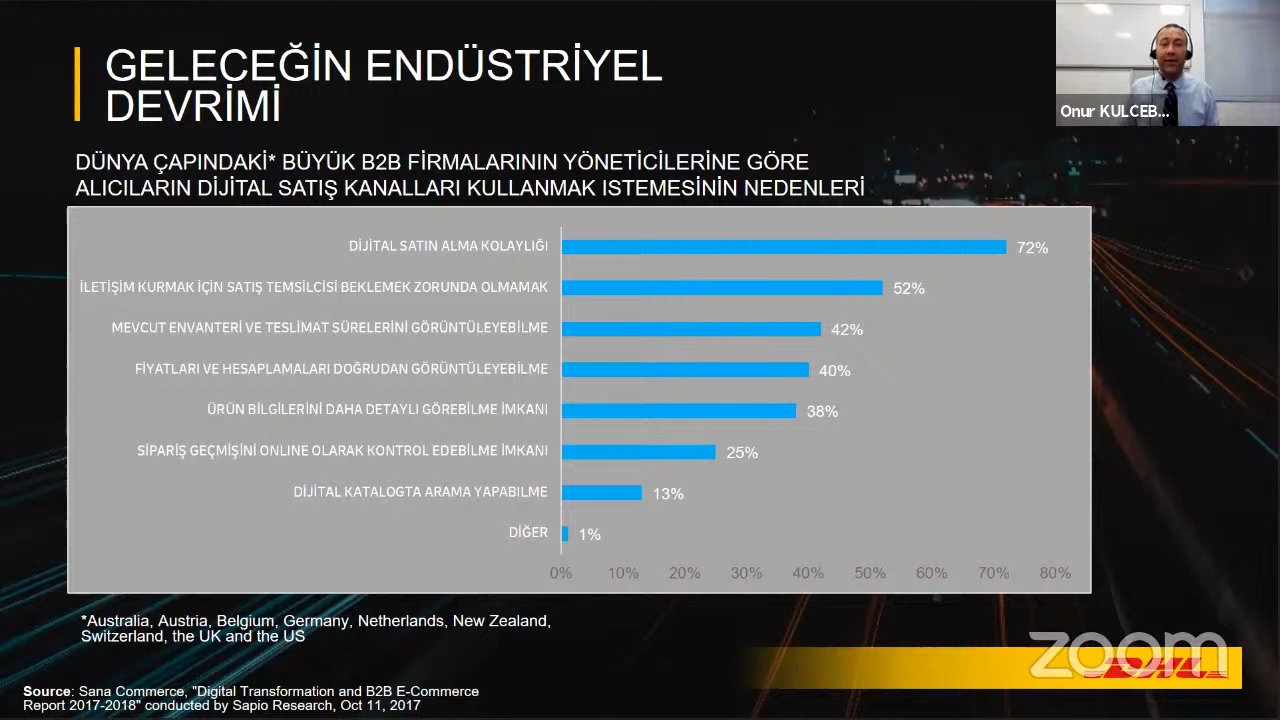 GELECEĞİN ENDÜSTRİYEL
DEVRİMİ
Onur KULCEB...
DÜNYA ÇAPINDAKİ* BÜYÜK B2B FİRMALARININ YÖNETİCİLERİNE GÖRE
ALICILARIN DİJİTAL SATIŞ KANALLARI KULLANMAK ISTEMESİNİN NEDENLERİ
DİJİTAL SATIN ALMA KOLAYLIĞI 72%
İLETİŞİM KURMAK İÇİN SATIŞ TEMSİLCİSİ BEKLEMEK ZORUNDA OLMAMAK 52%
MEVCUT ENVANTERİ VE TESLİMAT SÜRELERİNİ GÖRÜNTÜLEYEBİLME 42%
FİYATLARI VE HESAPLAMALARI DOĞRUDAN GÖRÜNTÜLEYEBİLME 40%
ÜRÜN BİLGİLERİNİ DAHA DETAYLI GÖREBİLME İMKANI 38%
SİPARİŞ GEÇMİŞİNİ ONLINE OLARAK KONTROL EDEBİLME İMKANI 25%
DİJİTAL KATALOGTA ARAMA YAPABILME 13%
DİĞER 1%
0% 10% 20% 30% 40% 50% 60% 70% 80%
*Australia, Austria, Belgium, Germany, Netherlands, New Zealand,
Switzerland, the UK and the US
zoom
DHL
Source: Sana Commerce, "Digital Transformation and B2B E-Commerce
Report 2017-2018" conducted by Sapio Research, Oct 11, 2017